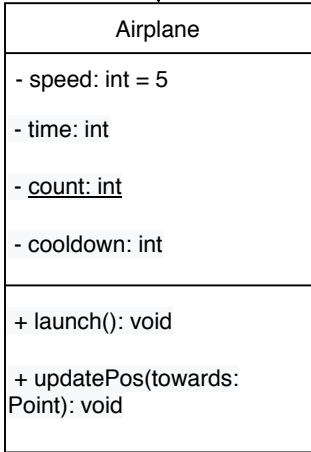 Airplane
- speed: int = 5
- time: int
- count: int
- cooldown: int
+ launch(): void
+ updatePos(towards:
Point): void